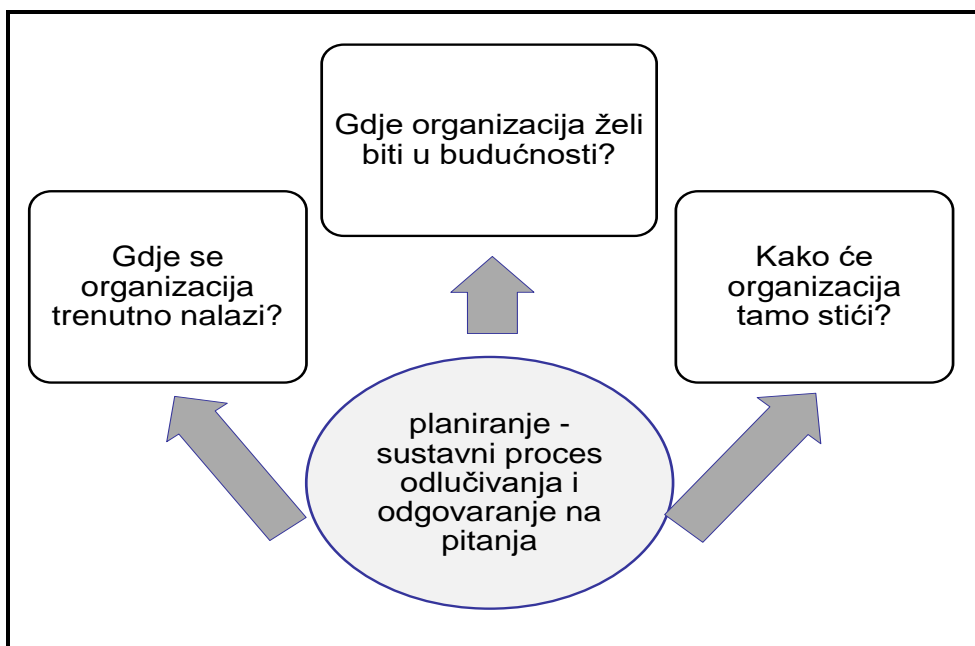 Gdje se
organizacija
trenutno nalazi?
Gdje organizacija želi
biti u budućnosti?
Kako će
organizacija
tamo stići?
planiranje -
sustavni proces
odlučivanja i
odgovaranje na
pitanja